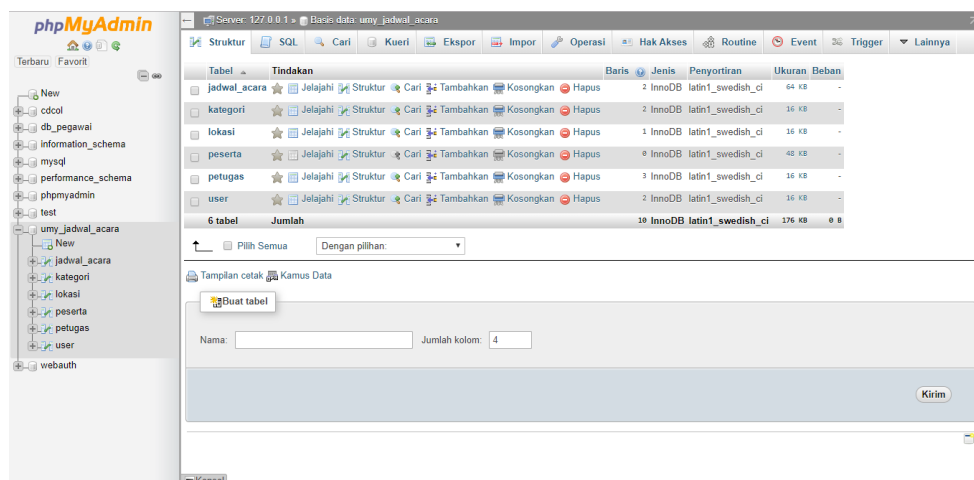 phpMyAdmin
Terbaru Favorit
New
cdcol
db_pegawai
information_schema
mysql
performance_schema
phpmyadmin
test
umy_jadwal_acara
New
jadwal_acara
kategori
lokasi
peserta
petugas
user
webauth
Server: 127.0.0.1 » Basis data: umy_jadwal_acara
Struktur SQL Cari Kueri Ekspor Impor Operasi Hak Akses Routine Event Trigger Lainnya
Tabel Tindakan Baris Jenis Penyortiran Ukuran Beban
jadwal_acara Jelajahi Struktur Cari Tambahkan Kosongkan Hapus 2 InnoDB latin1_swedish_ci 64 KB -
kategori Jelajahi Struktur Cari Tambahkan Kosongkan Hapus 2 InnoDB latin1_swedish_ci 16 KB -
lokasi Jelajahi Struktur Cari Tambahkan Kosongkan Hapus 1 InnoDB latin1_swedish_ci 16 KB -
peserta Jelajahi Struktur Cari Tambahkan Kosongkan Hapus 0 InnoDB latin1_swedish_ci 48 KB -
petugas Jelajahi Struktur Cari Tambahkan Kosongkan Hapus 3 InnoDB latin1_swedish_ci 16 KB -
user Jelajahi Struktur Cari Tambahkan Kosongkan Hapus 2 InnoDB latin1_swedish_ci 16 KB -
6 tabel Jumlah 10 InnoDB latin1_swedish_ci 176 KB 0 B
Pilih Semua Dengan pilihan:
Tampilan cetak Kamus Data
Buat tabel
Nama: Jumlah kolom: 4
Kirim